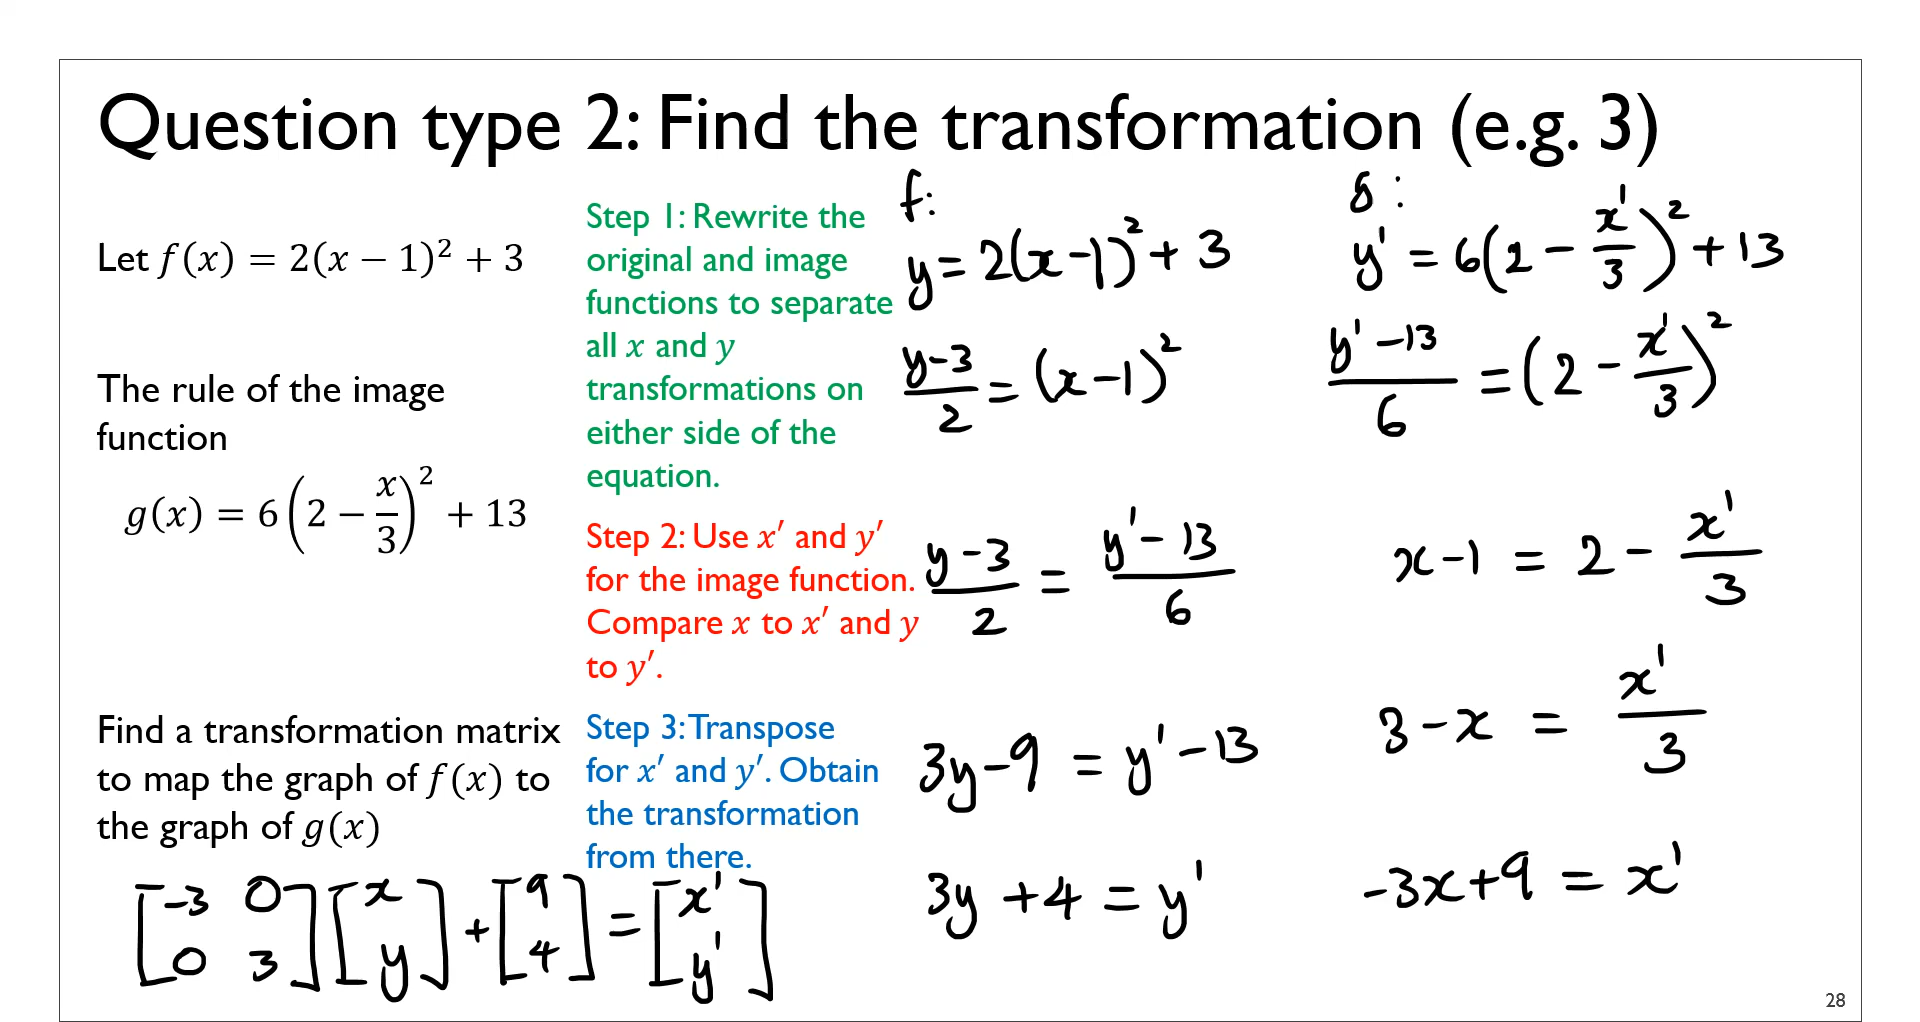 Question type 2: Find the transformation (e.g. 3)
Let f(x) = 2(x − 1)² + 3
The rule of the image
function
g(x) = 6(2 − x/3)² + 13
Find a transformation matrix
to map the graph of f(x) to
the graph of g(x)
[-3 0; 0 3][x; y] + [9; 4] = [x'; y']
Step 1: Rewrite the
original and image
functions to separate
all x and y
transformations on
either side of the
equation.
Step 2: Use x′ and y′
for the image function.
Compare x to x′ and y
to y′.
Step 3: Transpose
for x′ and y′. Obtain
the transformation
from there.
f:
y = 2(x-1)² + 3
(y-3)/2 = (x-1)²
g:
y' = 6(2 - x'/3)² + 13
(y'-13)/6 = (2 - x'/3)²
(y-3)/2 = (y'-13)/6
3y-9 = y'-13
3y+4 = y'
x-1 = 2 - x'/3
3-x = x'/3
-3x+9 = x'
28